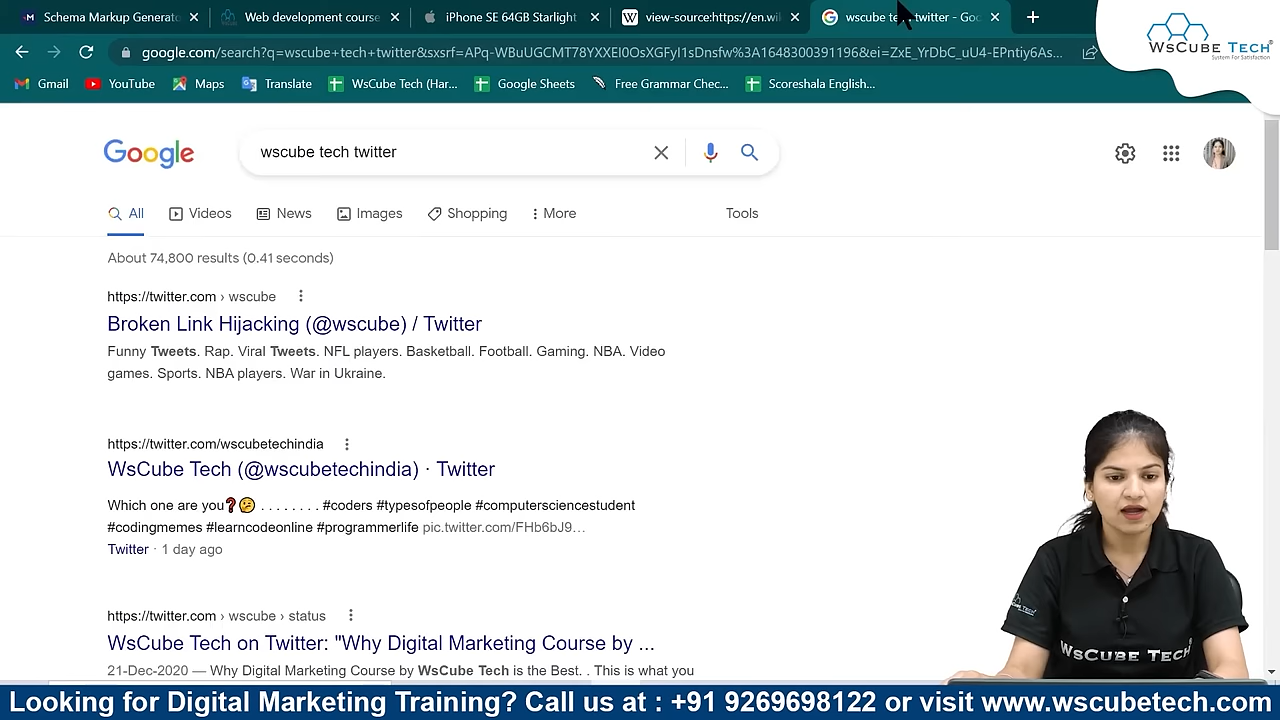 Schema Markup Generato
Web development course
iPhone SE 64GB Starlight
view-source:https://en.wi
wscube te twitter - Goo
google.com/search?q=wscube+tech+twitter&sxsrf=APq-WBuUGCMT78YXXEI0OsXGFyI1sDnsfw%3A1648300391196&ei=ZxE_YrDbC_uU4-EPntiy6As...
WsCUBE TECH
System For Satisfaction
Gmail
YouTube
Maps
Translate
WsCube Tech (Har...
Google Sheets
Free Grammar Chec...
Scoreshala English...
Google
wscube tech twitter
All
Videos
News
Images
Shopping
More
Tools
About 74,800 results (0.41 seconds)
https://twitter.com › wscube
Broken Link Hijacking (@wscube) / Twitter
Funny Tweets. Rap. Viral Tweets. NFL players. Basketball. Football. Gaming. NBA. Video
games. Sports. NBA players. War in Ukraine.
https://twitter.com/wscubetechindia
WsCube Tech (@wscubetechindia) · Twitter
Which one are you❓🤔 . . . . . . . . #coders #typesofpeople #computersciencestudent
#codingmemes #learncodeonline #programmerlife pic.twitter.com/FHb6bJ9…
Twitter · 1 day ago
https://twitter.com › wscube › status
WsCube Tech on Twitter: "Why Digital Marketing Course by ...
21-Dec-2020 — Why Digital Marketing Course by WsCube Tech is the Best. . This is what you
WsCUBE TECH
Looking for Digital Marketing Training? Call us at : +91 9269698122 or visit www.wscubetech.com